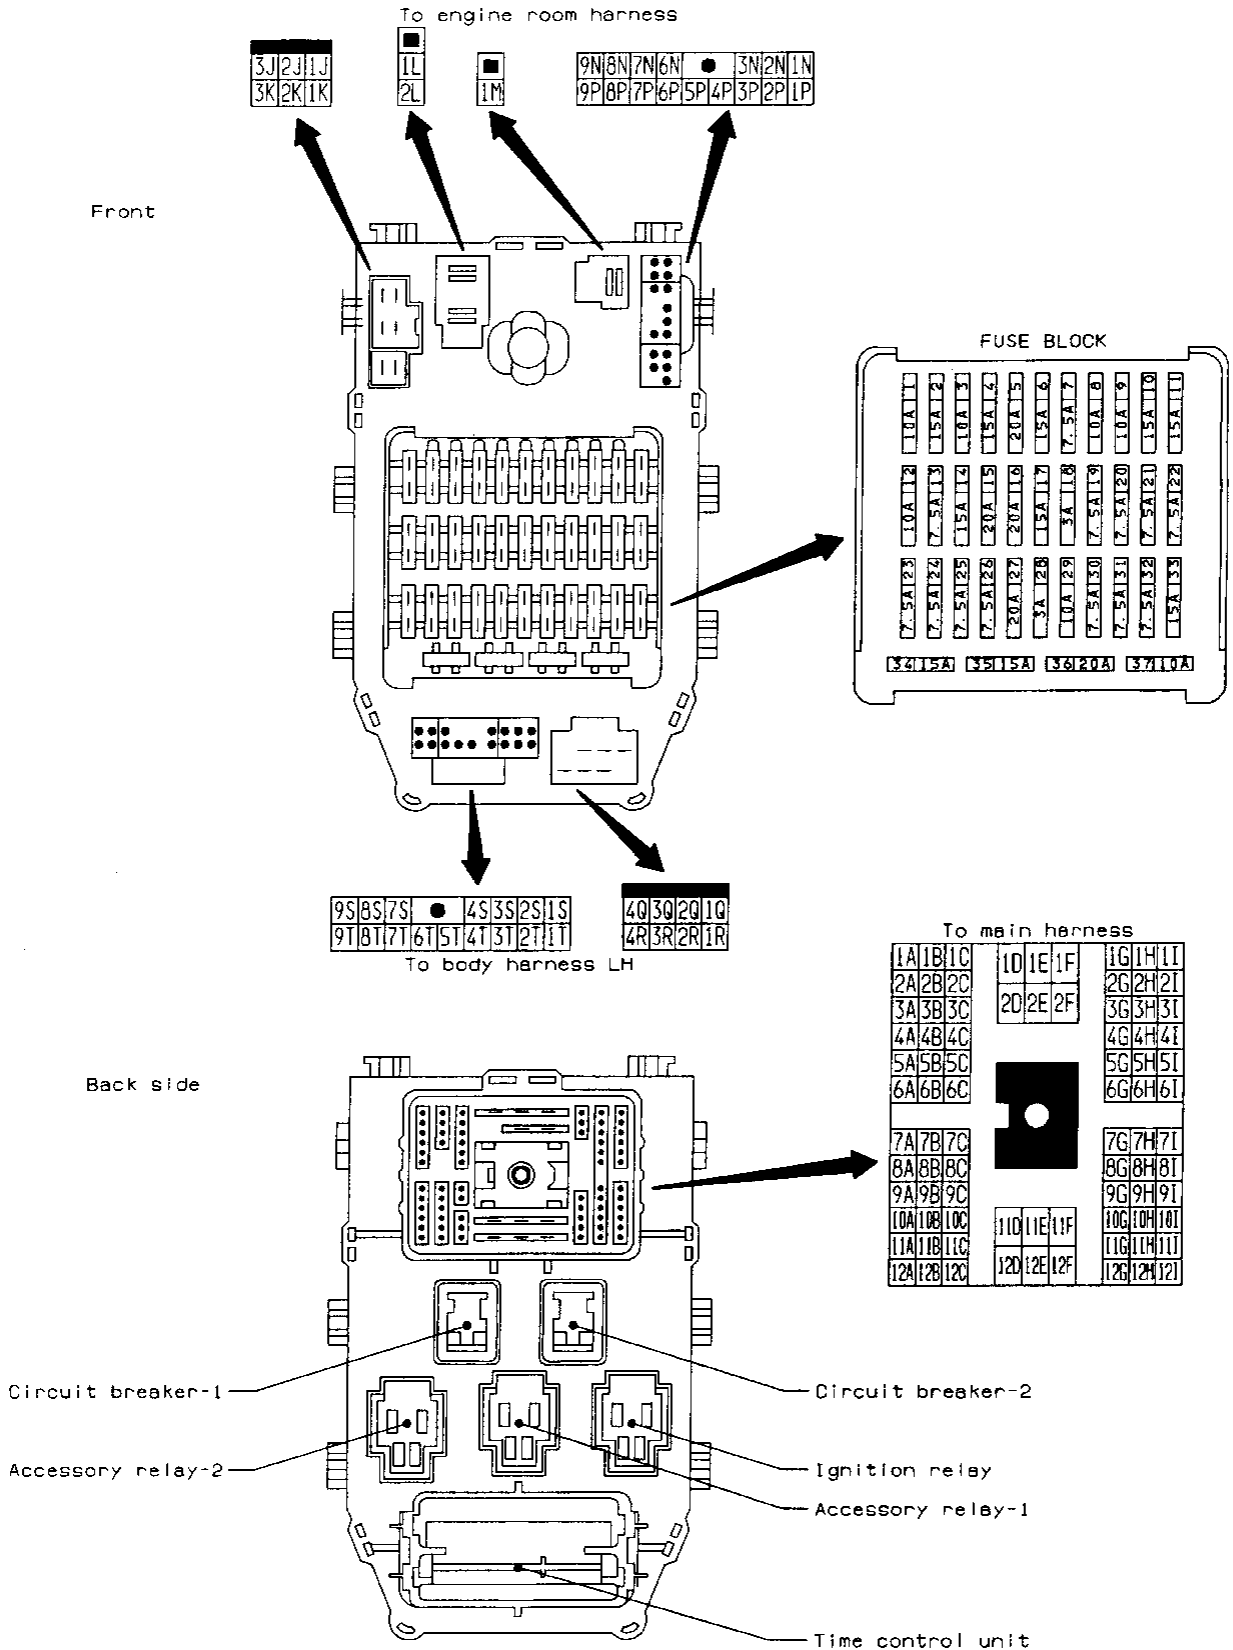 To engine room harness
3J 2J 1J
3K 2K 1K
1L
2L
1M
9N 8N 7N 6N 3N 2N 1N
9P 8P 7P 6P 5P 4P 3P 2P 1P
Front
FUSE BLOCK
10A 1
15A 2
10A 3
15A 4
20A 5
15A 6
7.5A 7
10A 8
10A 9
15A 10
15A 11
10A 12
7.5A 13
15A 14
20A 15
20A 16
15A 17
3A 18
7.5A 19
7.5A 20
7.5A 21
7.5A 22
7.5A 23
7.5A 24
7.5A 25
7.5A 26
20A 27
3A 28
10A 29
7.5A 30
7.5A 31
7.5A 32
15A 33
34 15A 35 15A 36 20A 37 10A
9S 8S 7S 4S 3S 2S 1S
9T 8T 7T 6T 5T 4T 3T 2T 1T
4Q 3Q 2Q 1Q
4R 3R 2R 1R
To body harness LH
Back side
To main harness
1A 1B 1C 1D 1E 1F 1G 1H 1I
2A 2B 2C 2D 2E 2F 2G 2H 2I
3A 3B 3C 3G 3H 3I
4A 4B 4C 4G 4H 4I
5A 5B 5C 5G 5H 5I
6A 6B 6C 6G 6H 6I
7A 7B 7C 7G 7H 7I
8A 8B 8C 8G 8H 8I
9A 9B 9C 9G 9H 9I
10A 10B 10C 11D 11E 11F 10G 10H 10I
11A 11B 11C 11G 11H 11I
12A 12B 12C 12D 12E 12F 12G 12H 12I
Circuit breaker-1
Circuit breaker-2
Accessory relay-2
Ignition relay
Accessory relay-1
Time control unit